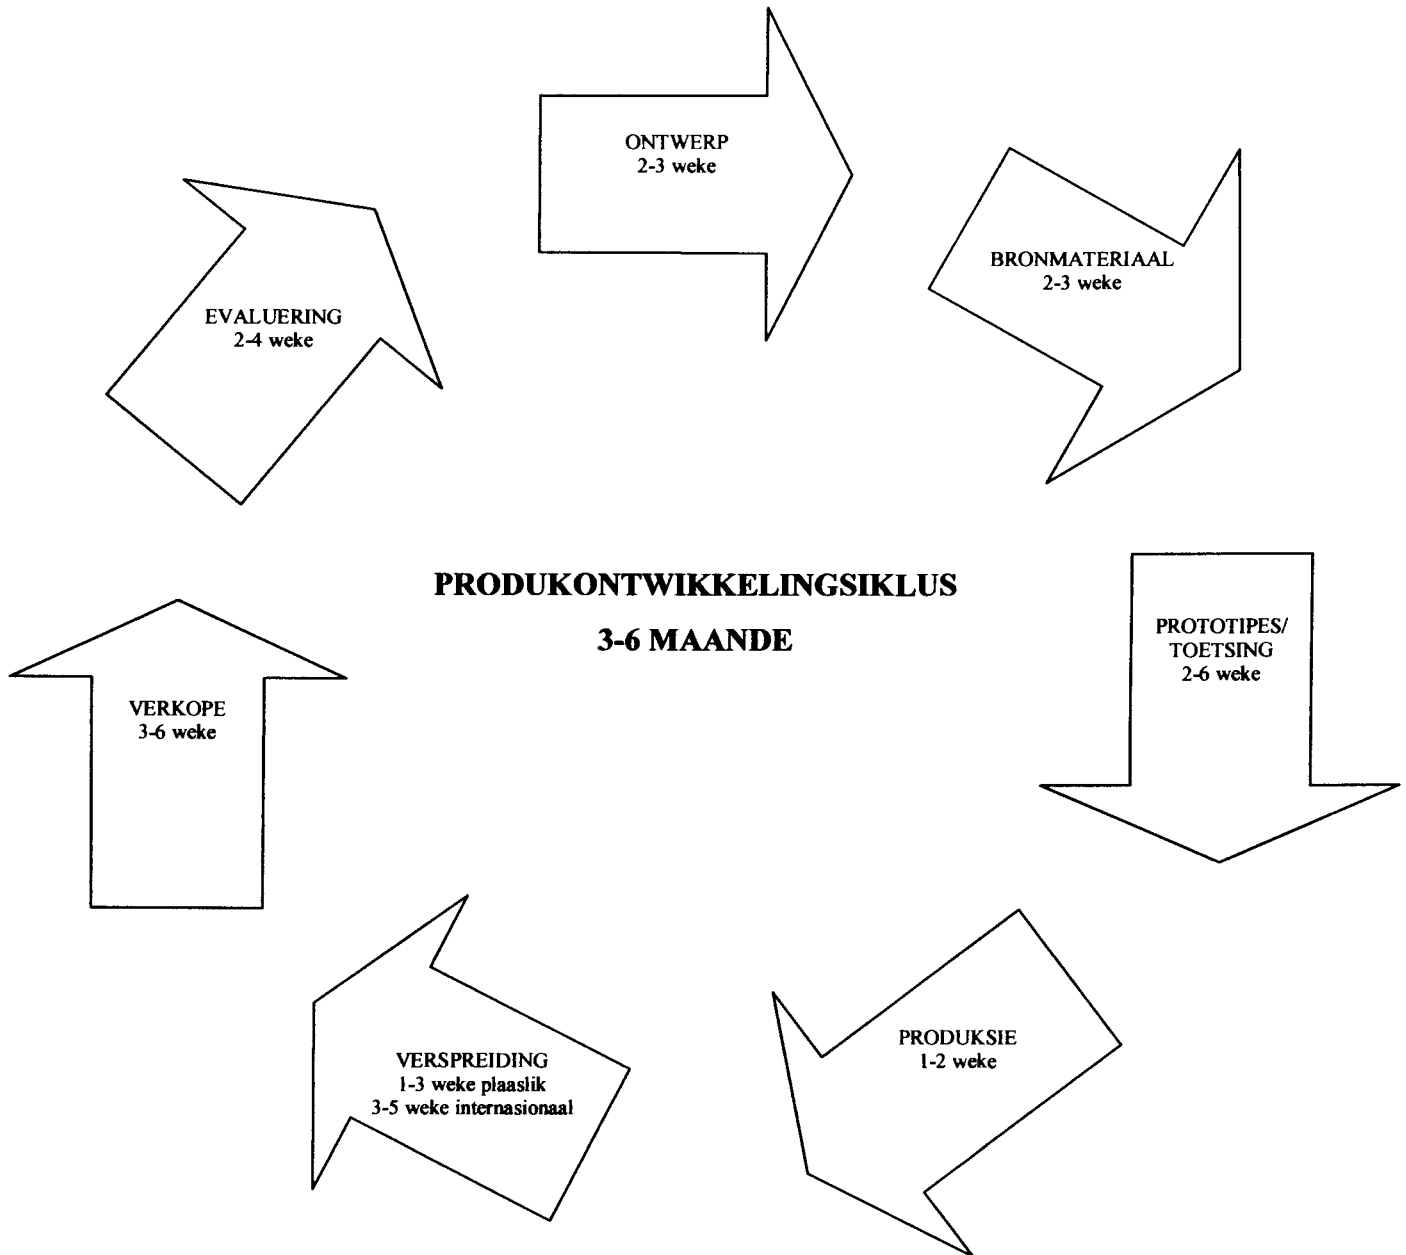 ONTWERP
2-3 weke
BRONMATERIAAL
2-3 weke
PROTOTIPES/
TOETSING
2-6 weke
PRODUKSIE
1-2 weke
VERSPREIDING
1-3 weke plaaslik
3-5 weke internasionaal
VERKOPE
3-6 weke
EVALUERING
2-4 weke
PRODUKONTWIKKELINGSIKLUS
3-6 MAANDE